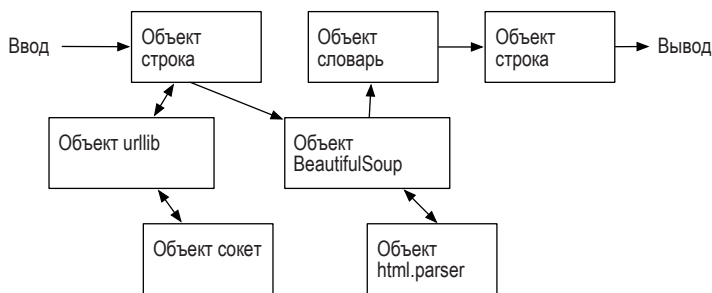 Ввод
Объект
строка
Объект
словарь
Объект
строка
Вывод
Объект urllib
Объект
BeautifulSoup
Объект сокет
Объект
html.parser